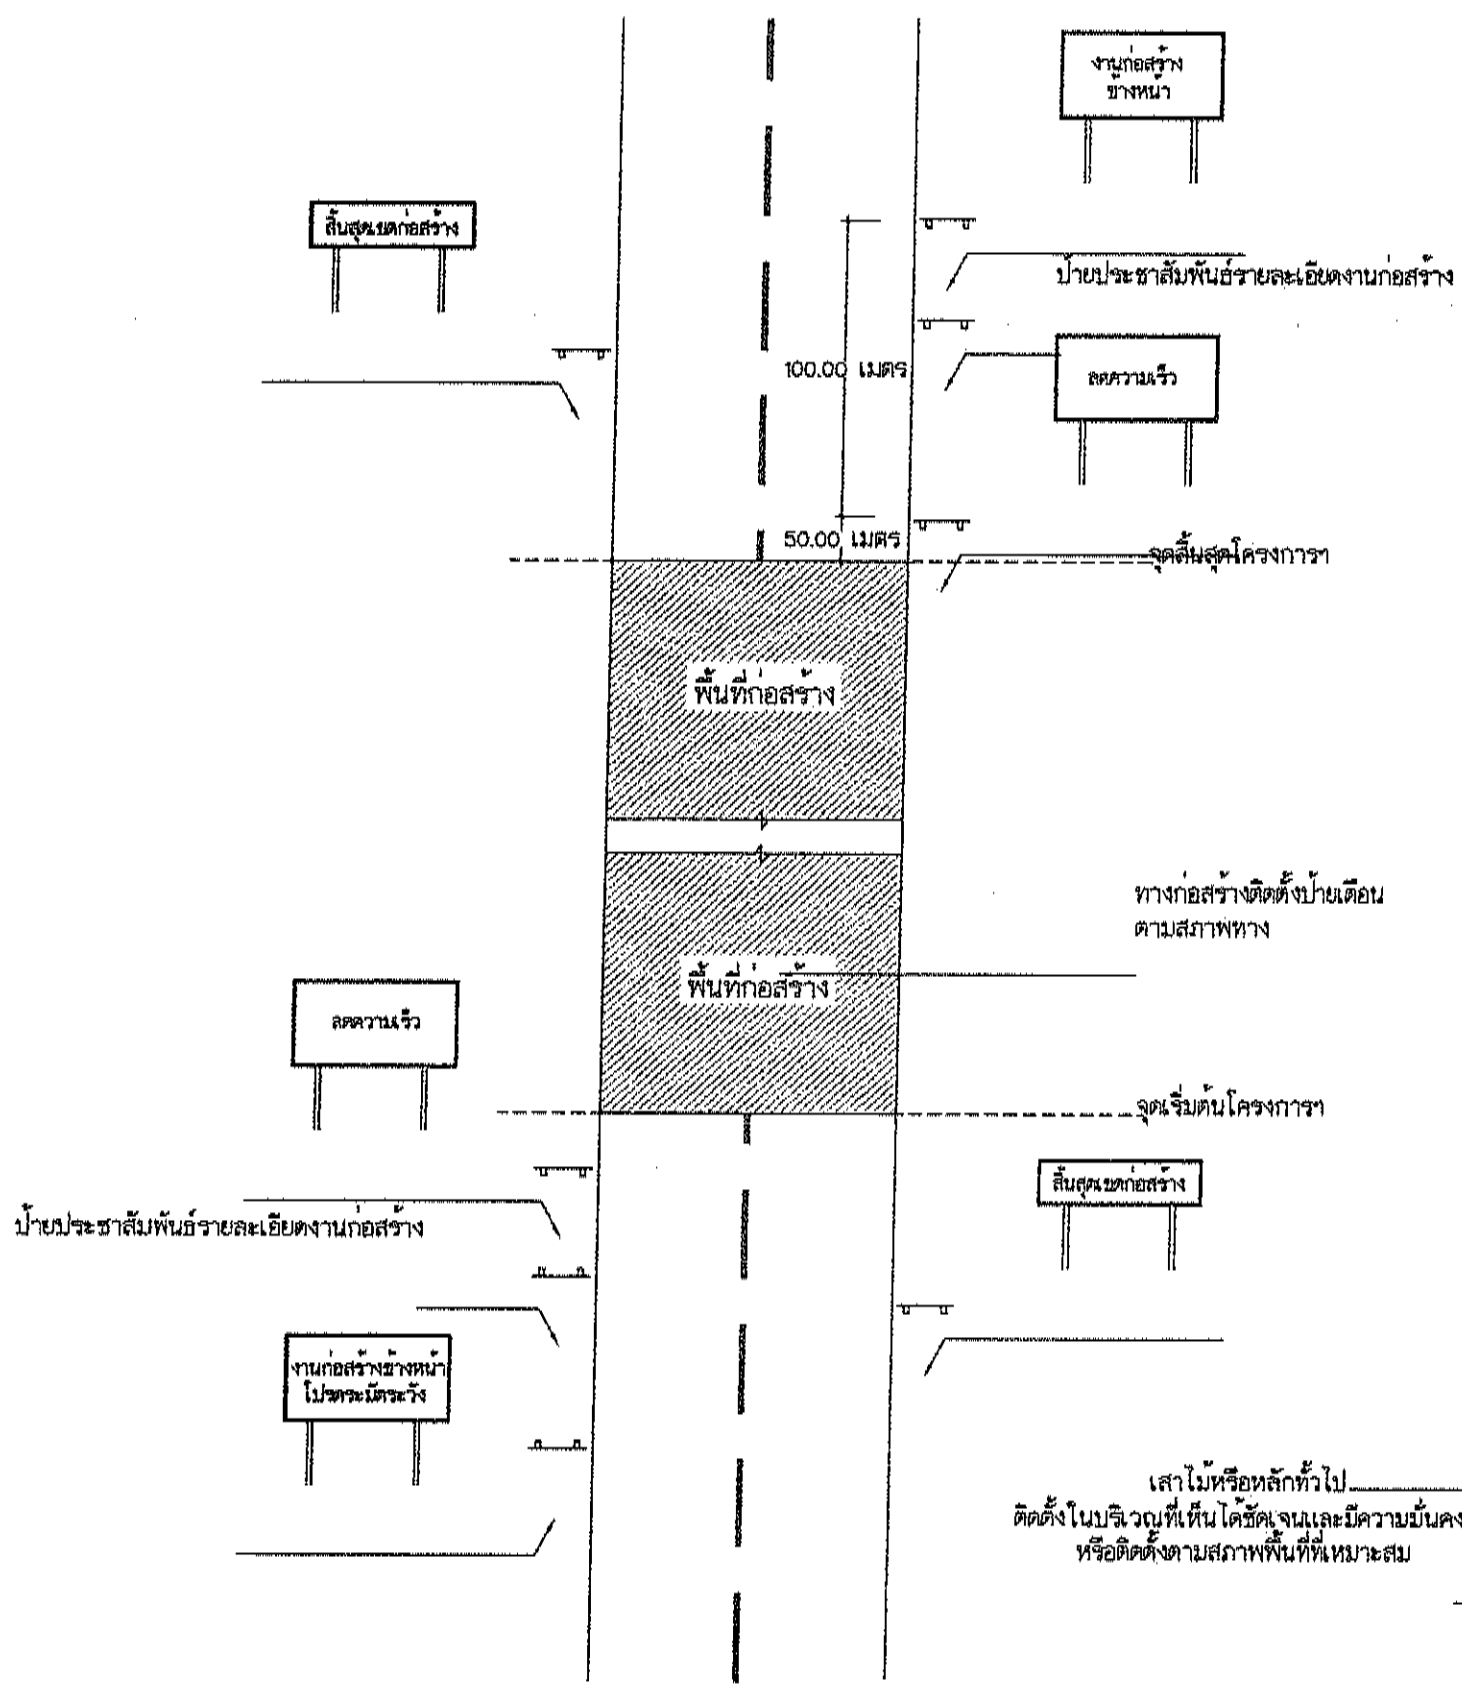 งานก่อสร้าง
ข้างหน้า
สิ้นสุดเขตก่อสร้าง
ป้ายประชาสัมพันธ์รายละเอียดงานก่อสร้าง
100.00 เมตร
ลดความเร็ว
50.00 เมตร
จุดสิ้นสุดโครงการฯ
พื้นที่ก่อสร้าง
ทางก่อสร้างติดตั้งป้ายเตือน
ตามสภาพทาง
พื้นที่ก่อสร้าง
ลดความเร็ว
จุดเริ่มต้นโครงการฯ
สิ้นสุดเขตก่อสร้าง
ป้ายประชาสัมพันธ์รายละเอียดงานก่อสร้าง
งานก่อสร้างข้างหน้า
โปรดระมัดระวัง
เสาไม้หรือหลักทั่วไป
ติดตั้งในบริเวณที่เห็นได้ชัดเจนและมีความมั่นคง
หรือติดตั้งตามสภาพพื้นที่ที่เหมาะสม